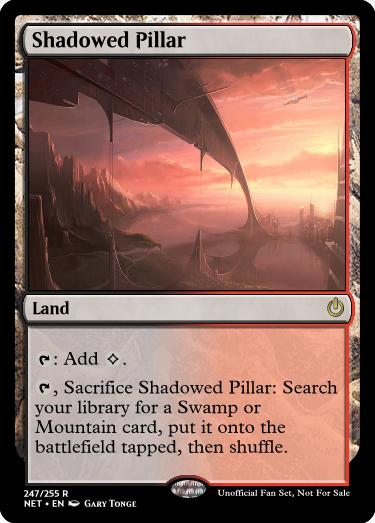 Shadowed Pillar
Land
: Add .
, Sacrifice Shadowed Pillar: Search
your library for a Swamp or
Mountain card, put it onto the
battlefield tapped, then shuffle.
247/255 R
NET • EN Gary Tonge
Unofficial Fan Set, Not For Sale